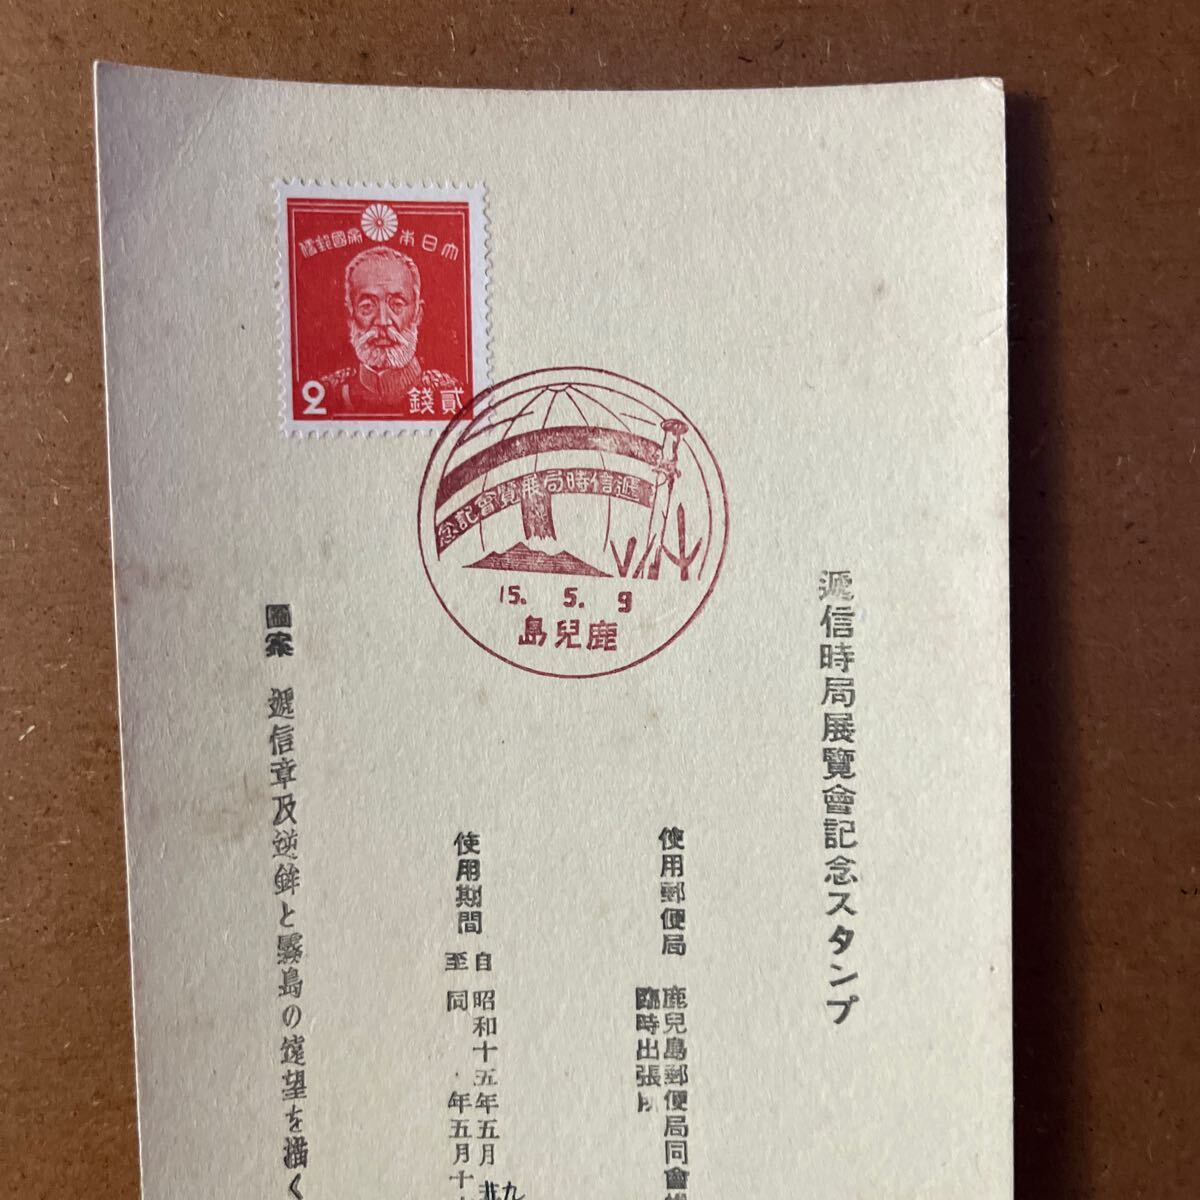 大日本帝國郵便
2 貳錢
遞信時局展覽會記念
15. 5. 9
鹿兒島
遞信時局展覽會記念スタンプ
使用郵便局 鹿兒島郵便局同會
臨時出張所
使用期間 自 昭和十五年五月九
至 同 年五月十
圖案 遞信章及逆鉾と霧島の遠望を描く